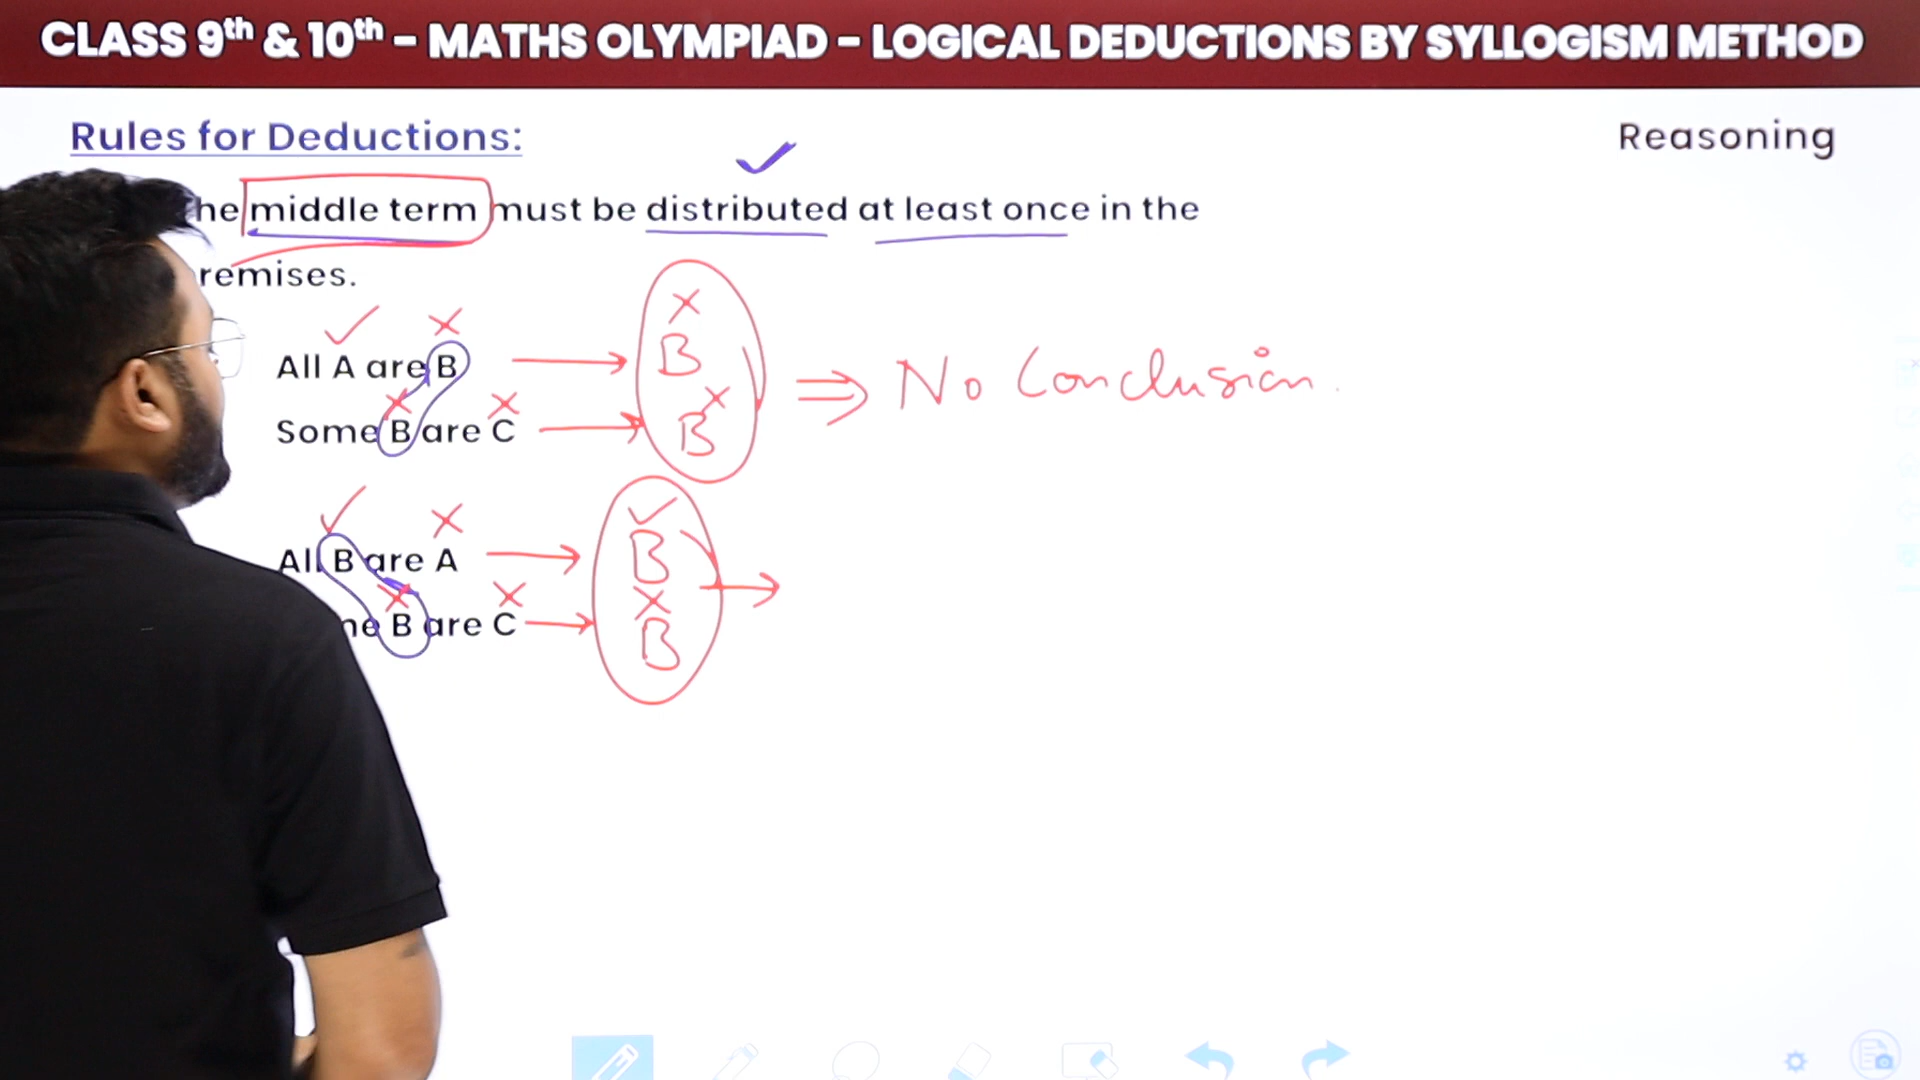 CLASS 9th & 10th – MATHS OLYMPIAD – LOGICAL DEDUCTIONS BY SYLLOGISM METHOD
Rules for Deductions:
Reasoning
he middle term must be distributed at least once in the
remises.
All A are B
B
Some B are C
B
No Conclusion.
All B are A
B
me B are C
B